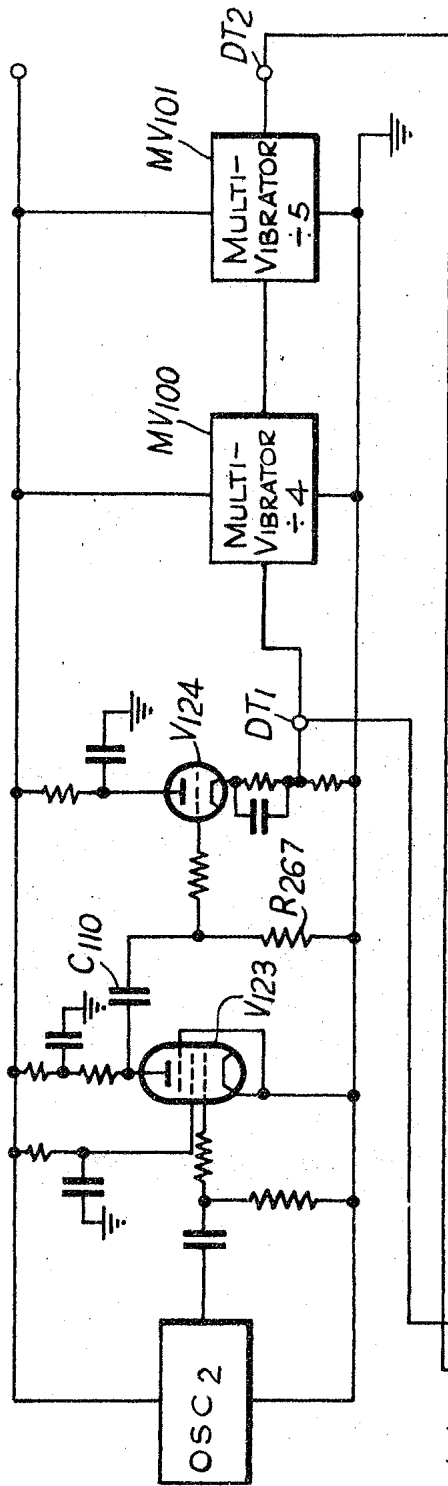 OSC 2
V123
C110
R267
V124
DT1
MV100
MULTI-
VIBRATOR
÷4
MV101
MULTI-
VIBRATOR
÷5
DT2